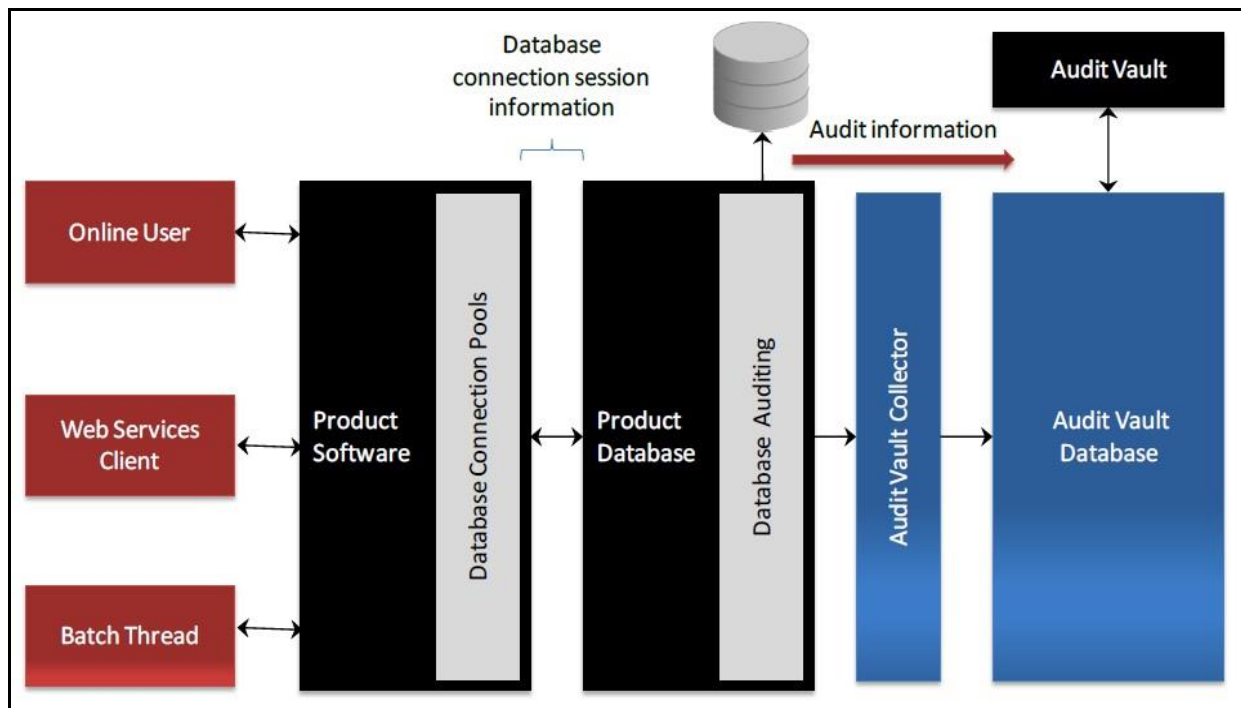 Database
connection session
information
Audit Vault
Audit information
Online User
Web Services
Client
Batch Thread
Product
Software
Database Connection Pools
Product
Database
Database Auditing
Audit Vault Collector
Audit Vault
Database